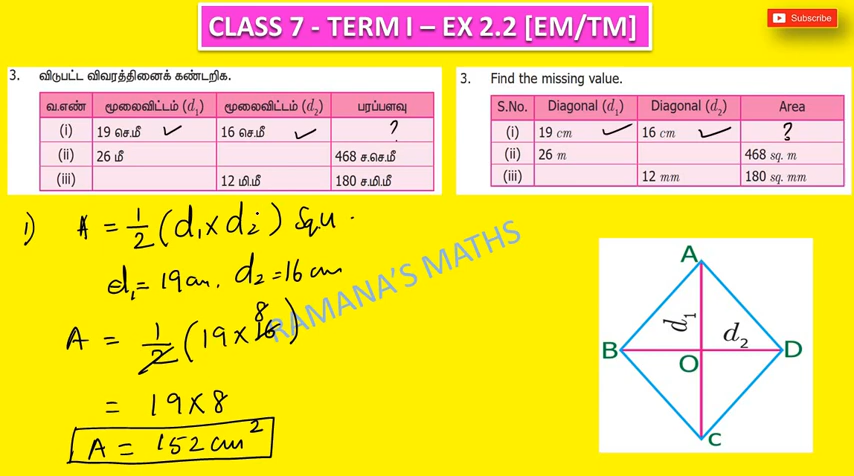 CLASS 7 - TERM I – EX 2.2 [EM/TM]
Subscribe
3. விடுபட்ட விவரத்தினைக் கண்டறிக.
வ.எண் மூலைவிட்டம் (d1) மூலைவிட்டம் (d2) பரப்பளவு
(i) 19 செ.மீ ✓ 16 செ.மீ ✓ ?
(ii) 26 மீ 468 ச.செ.மீ
(iii) 12 மி.மீ 180 ச.மி.மீ
3. Find the missing value.
S.No. Diagonal (d1) Diagonal (d2) Area
(i) 19 cm ✓ 16 cm ✓ ?
(ii) 26 m 468 sq. m
(iii) 12 mm 180 sq. mm
i) A = 1/2 (d1 x d2) Squ.
d1 = 19 cm. d2 = 16 cm
A = 1/2 (19 x 16) 8
= 19 x 8
A = 152 cm²
RAMANA'S MATHS
A
d1
d2
B
D
O
C